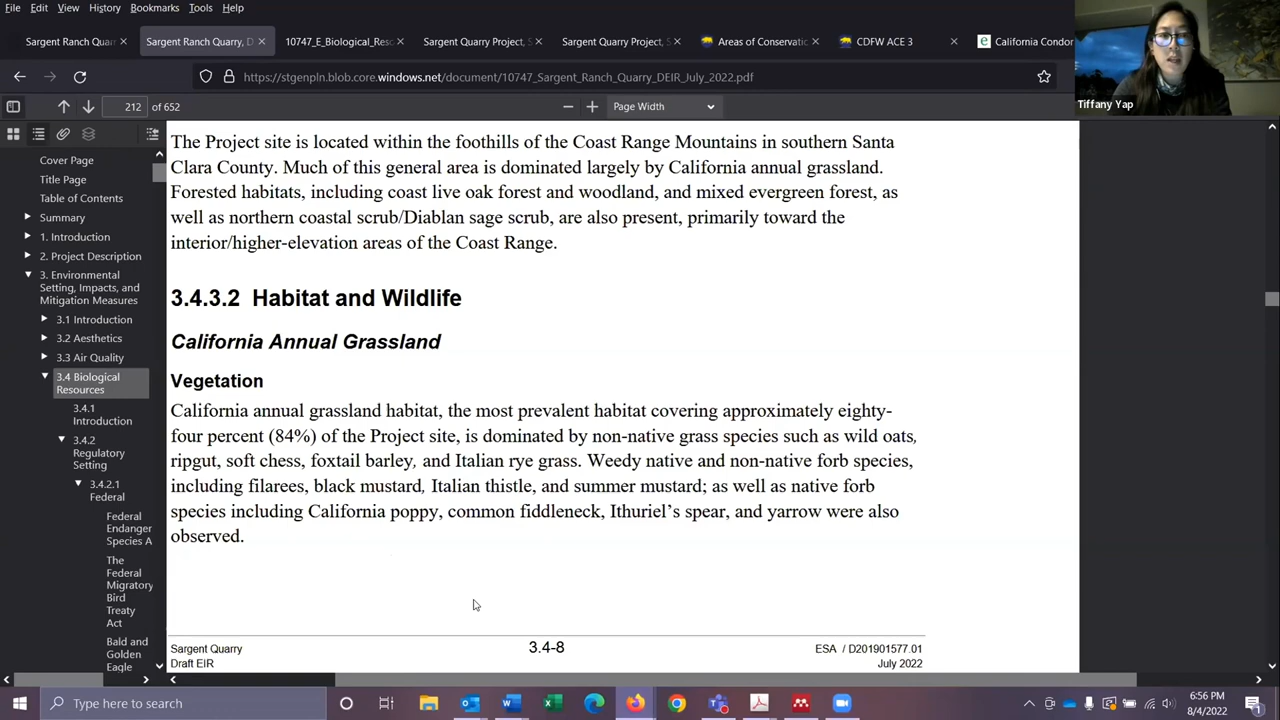 File Edit View History Bookmarks Tools Help
Sargent Ranch Quar
Sargent Ranch Quarry, D
10747_E_Biological_Res
Sargent Quarry Project, S
Sargent Quarry Project, S
Areas of Conservatio
CDFW ACE 3
California Condor
https://stgenpln.blob.core.windows.net/document/10747_Sargent_Ranch_Quarry_DEIR_July_2022.pdf
Tiffany Yap
212 of 652
Page Width
Cover Page
Title Page
Table of Contents
Summary
1. Introduction
2. Project Description
3. Environmental
Setting, Impacts, and
Mitigation Measures
3.1 Introduction
3.2 Aesthetics
3.3 Air Quality
3.4 Biological
Resources
3.4.1
Introduction
3.4.2
Regulatory
Setting
3.4.2.1
Federal
Federal
Endanger
Species A
The
Federal
Migratory
Bird
Treaty
Act
Bald and
Golden
Eagle
The Project site is located within the foothills of the Coast Range Mountains in southern Santa
Clara County. Much of this general area is dominated largely by California annual grassland.
Forested habitats, including coast live oak forest and woodland, and mixed evergreen forest, as
well as northern coastal scrub/Diablan sage scrub, are also present, primarily toward the
interior/higher-elevation areas of the Coast Range.
3.4.3.2 Habitat and Wildlife
California Annual Grassland
Vegetation
California annual grassland habitat, the most prevalent habitat covering approximately eighty-
four percent (84%) of the Project site, is dominated by non-native grass species such as wild oats,
ripgut, soft chess, foxtail barley, and Italian rye grass. Weedy native and non-native forb species,
including filarees, black mustard, Italian thistle, and summer mustard; as well as native forb
species including California poppy, common fiddleneck, Ithuriel's spear, and yarrow were also
observed.
Sargent Quarry 3.4-8 ESA / D201901577.01
Draft EIR July 2022
Type here to search
6:56 PM
8/4/2022